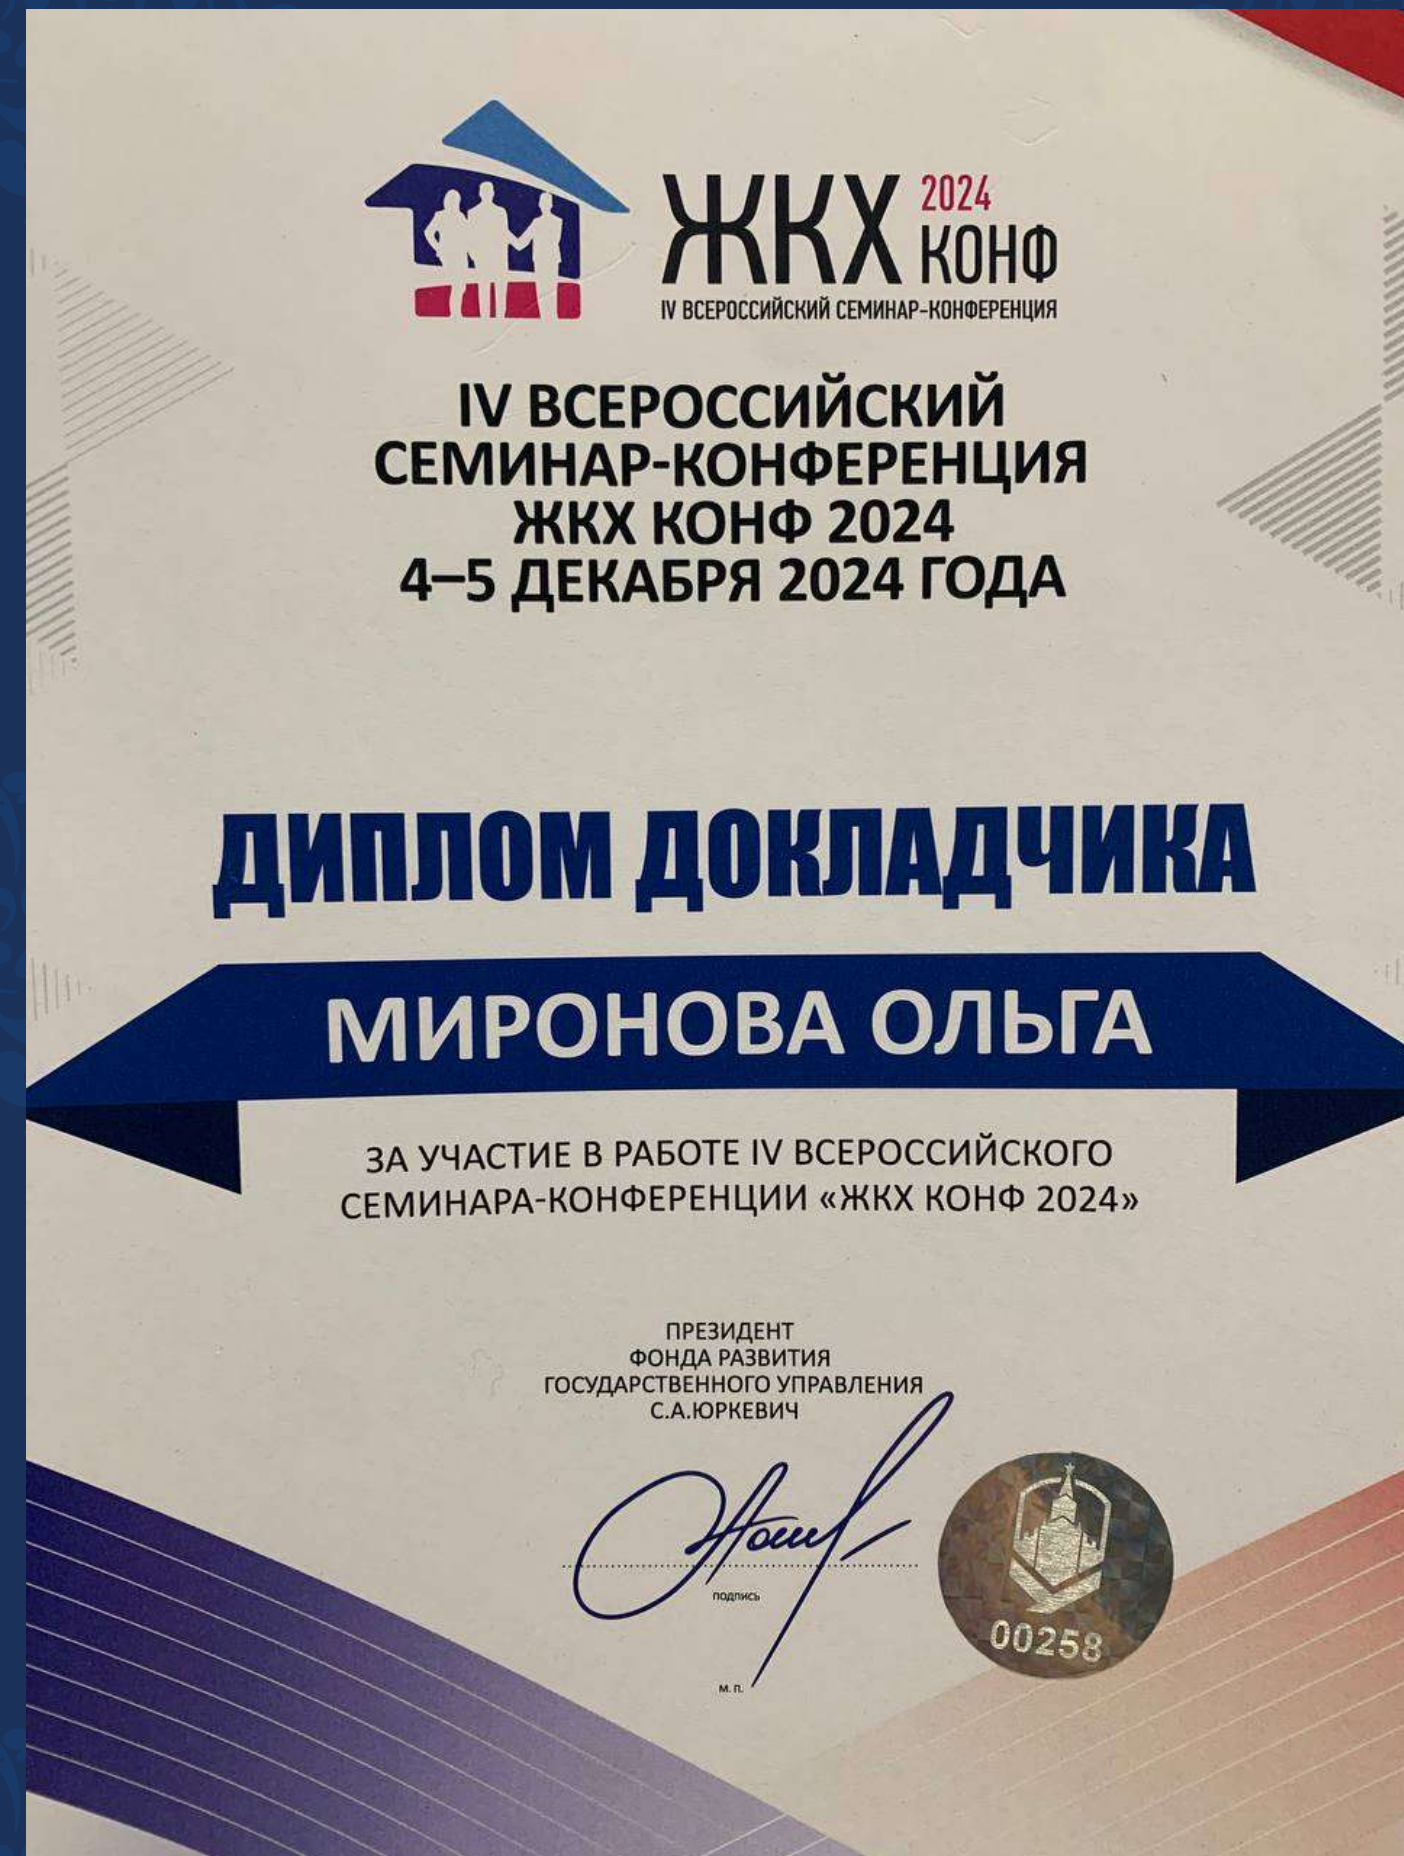 ЖКХ 2024
КОНФ
IV ВСЕРОССИЙСКИЙ СЕМИНАР-КОНФЕРЕНЦИЯ
IV ВСЕРОССИЙСКИЙ
СЕМИНАР-КОНФЕРЕНЦИЯ
ЖКХ КОНФ 2024
4–5 ДЕКАБРЯ 2024 ГОДА
ДИПЛОМ ДОКЛАДЧИКА
МИРОНОВА ОЛЬГА
ЗА УЧАСТИЕ В РАБОТЕ IV ВСЕРОССИЙСКОГО
СЕМИНАРА-КОНФЕРЕНЦИИ «ЖКХ КОНФ 2024»
ПРЕЗИДЕНТ
ФОНДА РАЗВИТИЯ
ГОСУДАРСТВЕННОГО УПРАВЛЕНИЯ
С.А.ЮРКЕВИЧ
подпись
м. п.
00258